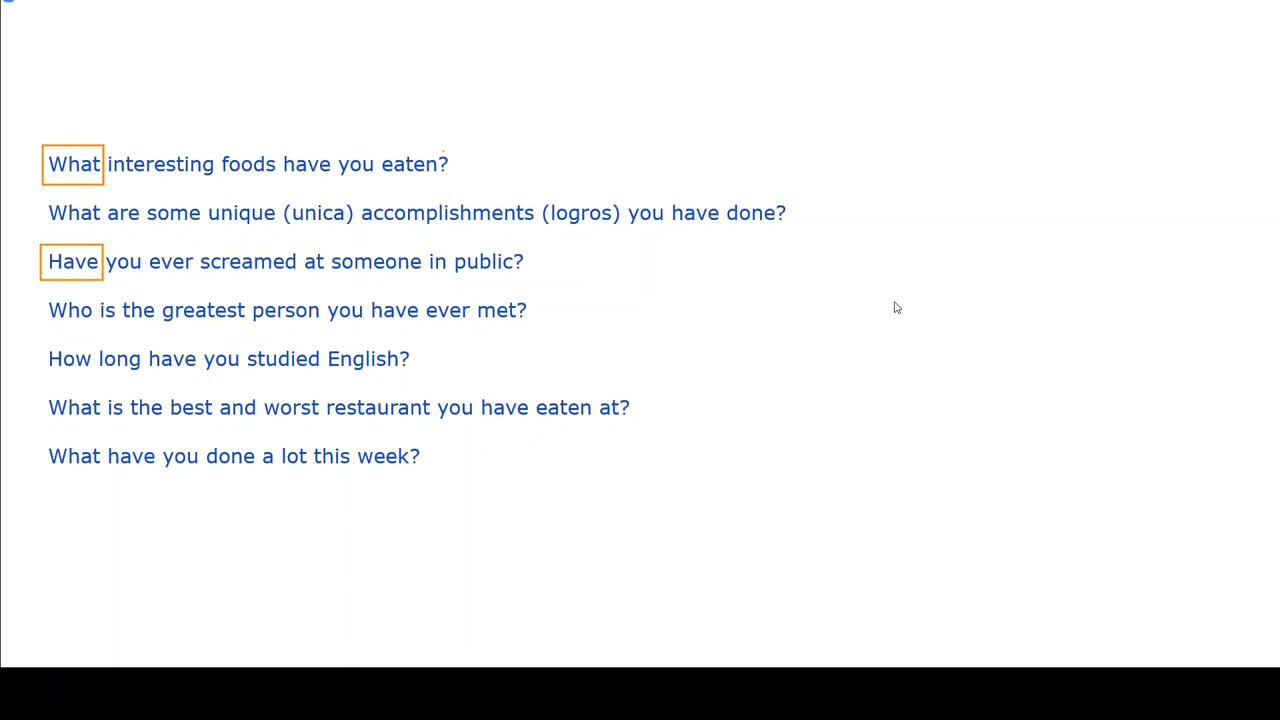 What interesting foods have you eaten?
What are some unique (unica) accomplishments (logros) you have done?
Have you ever screamed at someone in public?
Who is the greatest person you have ever met?
How long have you studied English?
What is the best and worst restaurant you have eaten at?
What have you done a lot this week?